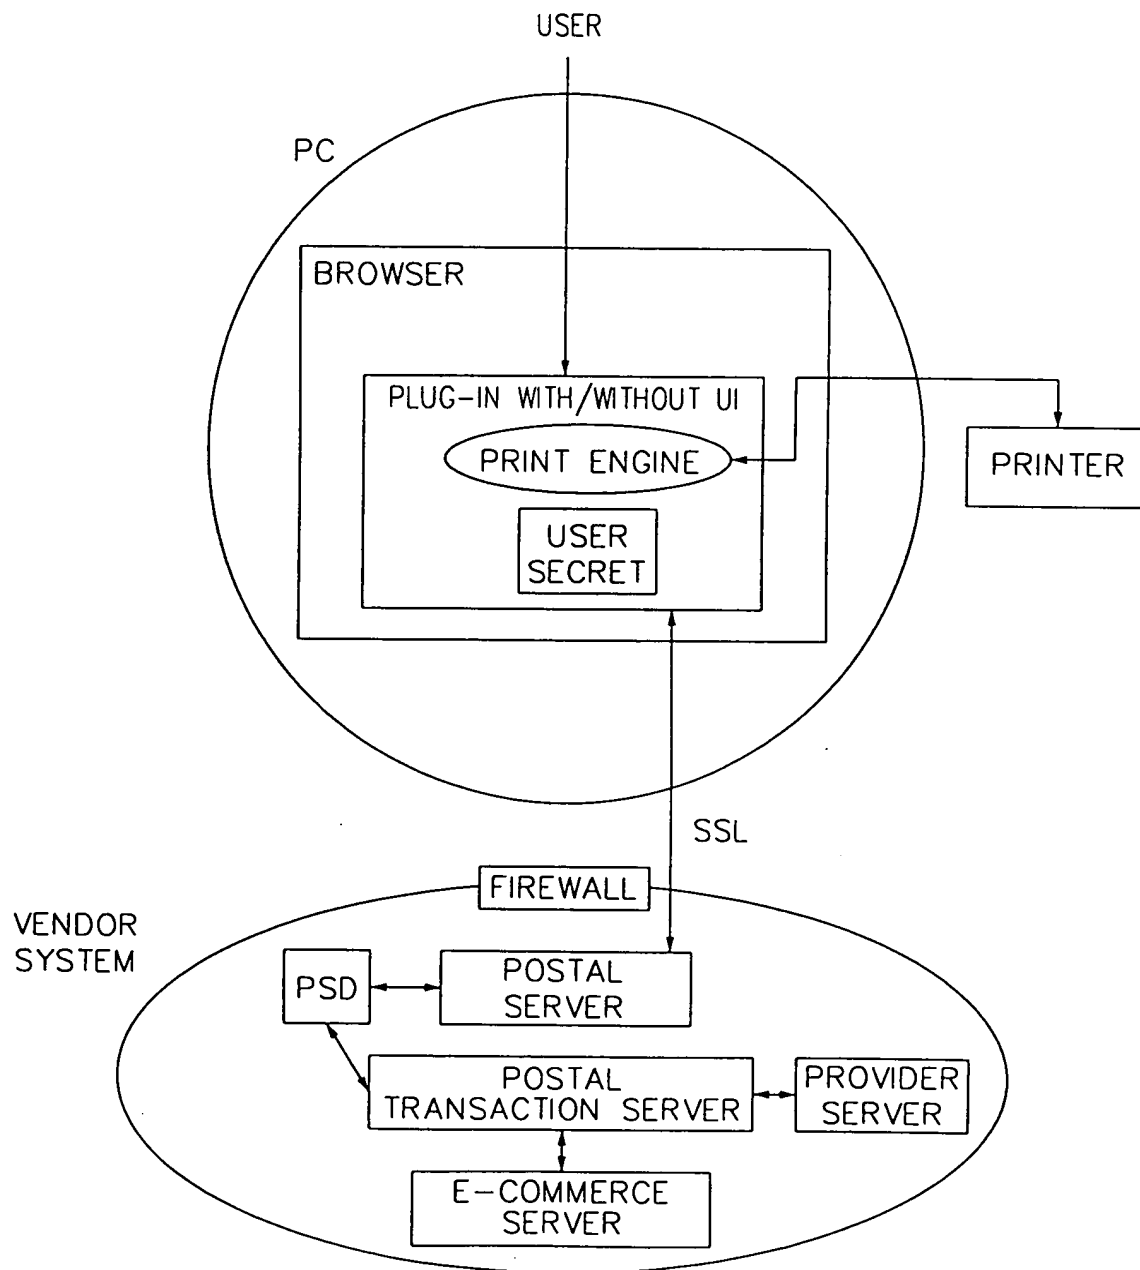 USER
PC
BROWSER
PLUG-IN WITH/WITHOUT UI
PRINT ENGINE
PRINTER
USER
SECRET
SSL
FIREWALL
VENDOR
SYSTEM
PSD
POSTAL
SERVER
POSTAL
TRANSACTION SERVER
PROVIDER
SERVER
E-COMMERCE
SERVER